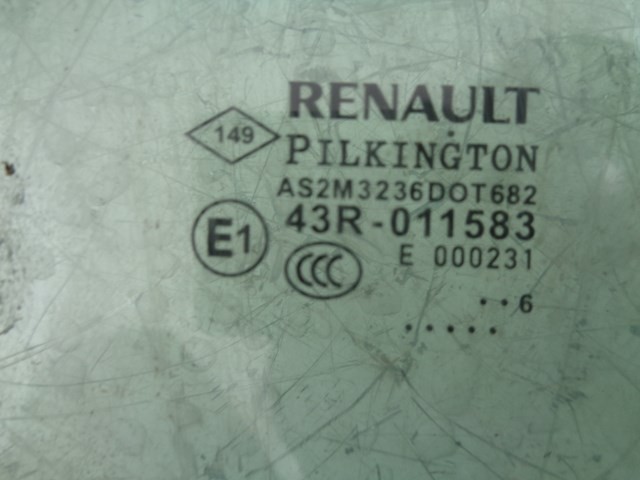 RENAULT
149
PILKINGTON
AS2M3236DOT682
43R-011583
E1
E 000231
CCC
..6
.....